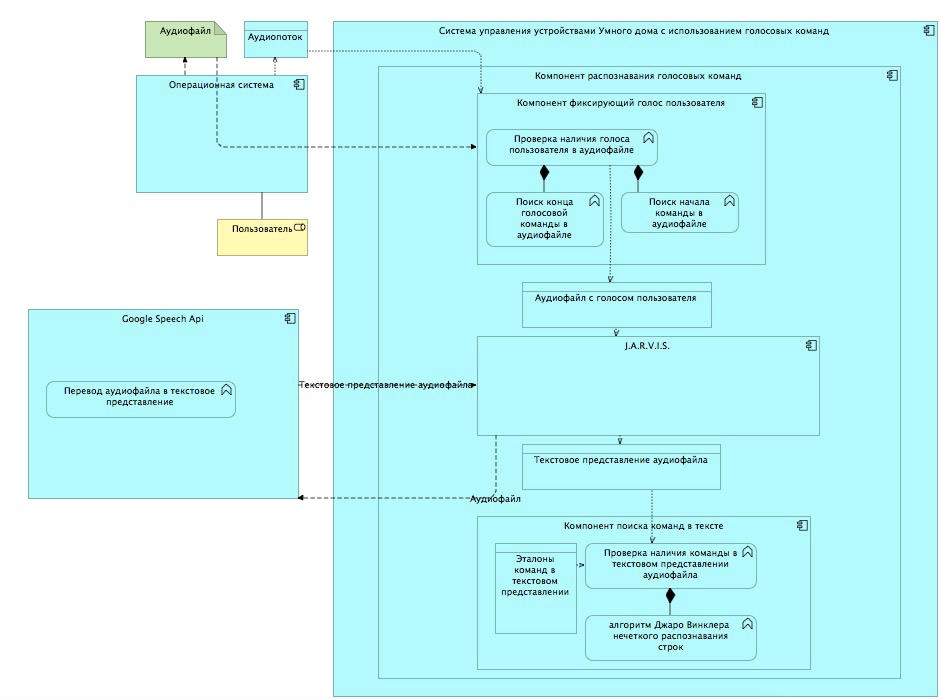 Аудиофайл
Аудиопоток
Система управления устройствами Умного дома с использованием голосовых команд
Компонент распознавания голосовых команд
Операционная система
Компонент фиксирующий голос пользователя
Проверка наличия голоса
пользователя в аудиофайле
Поиск конца
голосовой
команды в
аудиофайле
Поиск начала
команды в
аудиофайле
Пользователь
Аудиофайл с голосом пользователя
Google Speech Api
J.A.R.V.I.S.
Перевод аудиофайла в текстовое
представление
Текстовое представление аудиофайла
Текстовое представление аудиофайла
Аудиофайл
Компонент поиска команд в тексте
Эталоны
команд в
текстовом
представлении
Проверка наличия команды в
текстовом представлении
аудиофайла
алгоритм Джаро Винклера
нечеткого распознавания
строк